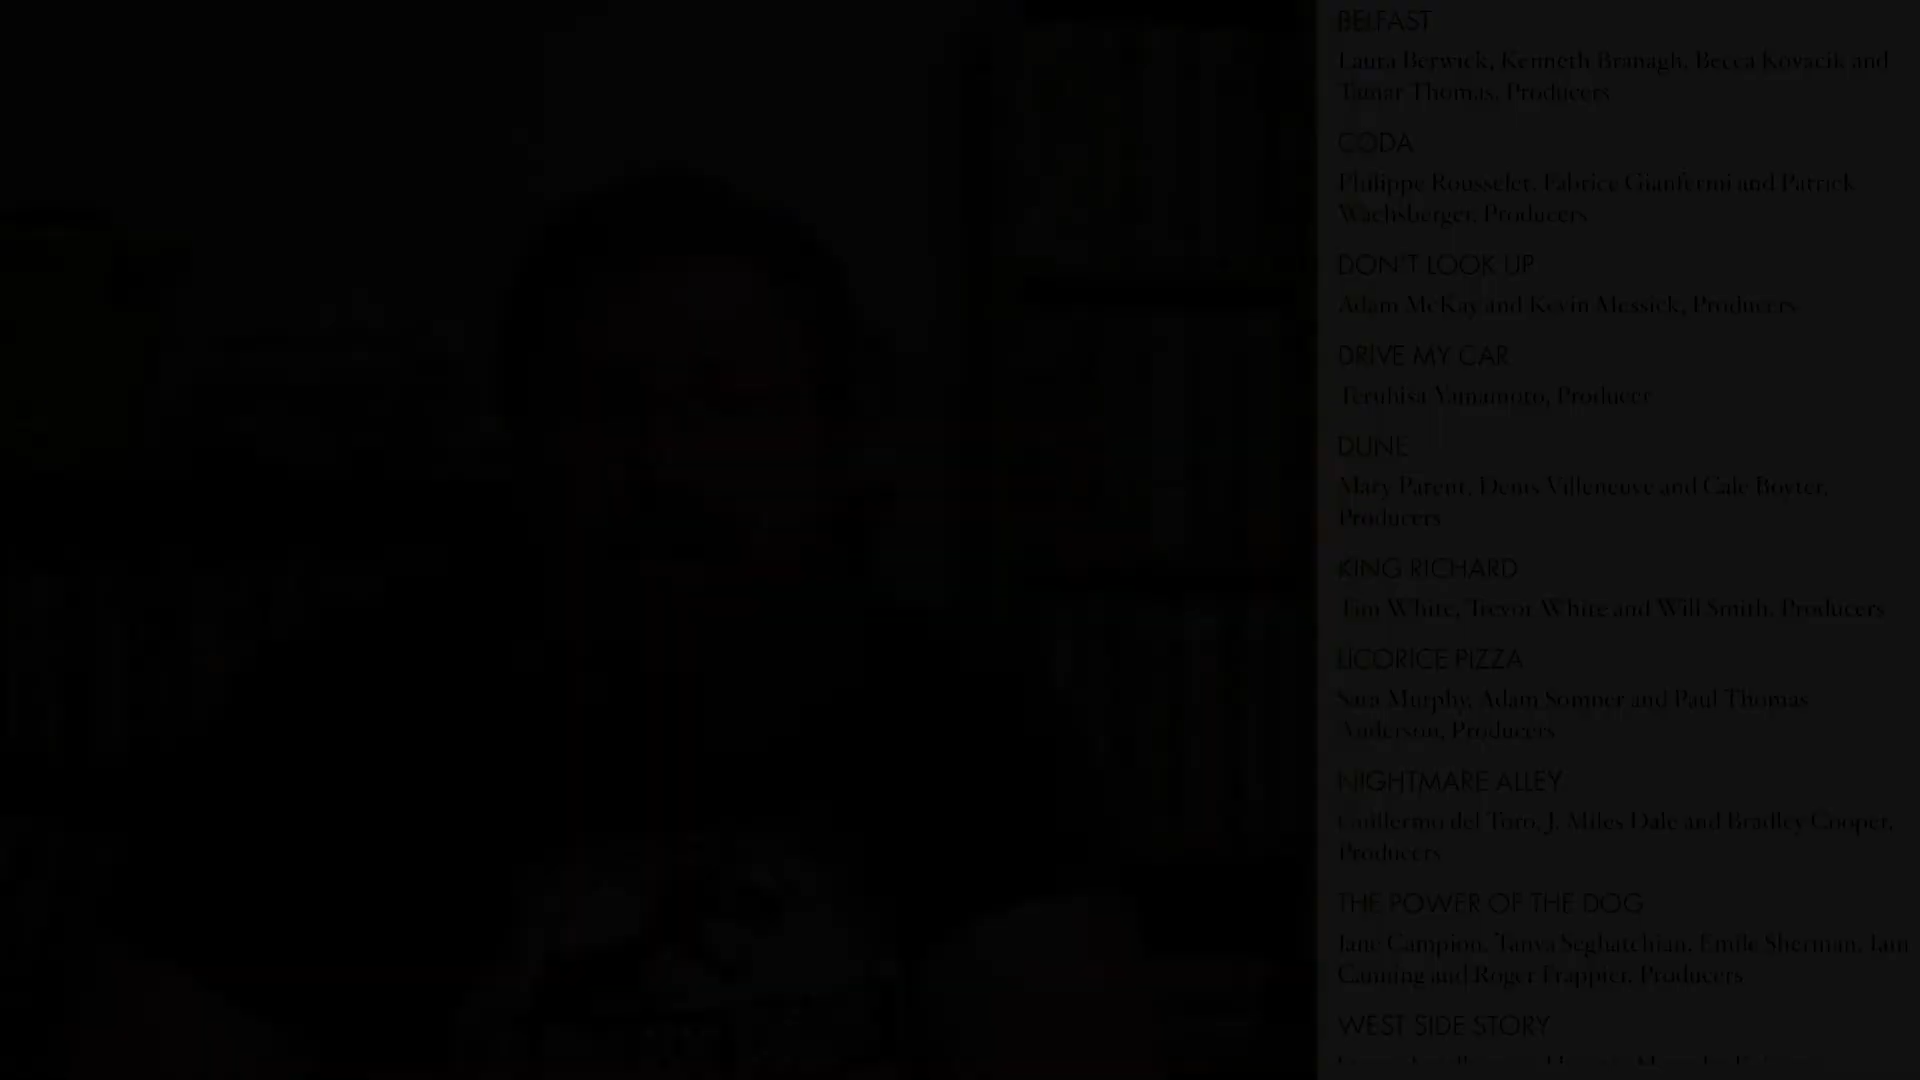 BELFAST
Laura Berwick, Kenneth Branagh, Becca Kovacik and
Tamar Thomas, Producers
CODA
Philippe Rousselet, Fabrice Gianfermi and Patrick
Wachsberger, Producers
DON'T LOOK UP
Adam McKay and Kevin Messick, Producers
DRIVE MY CAR
Teruhisa Yamamoto, Producer
DUNE
Mary Parent, Denis Villeneuve and Cale Boyter,
Producers
KING RICHARD
Tim White, Trevor White and Will Smith, Producers
LICORICE PIZZA
Sara Murphy, Adam Somner and Paul Thomas
Anderson, Producers
NIGHTMARE ALLEY
Guillermo del Toro, J. Miles Dale and Bradley Cooper,
Producers
THE POWER OF THE DOG
Jane Campion, Tanya Seghatchian, Emile Sherman, Iain
Canning and Roger Frappier, Producers
WEST SIDE STORY